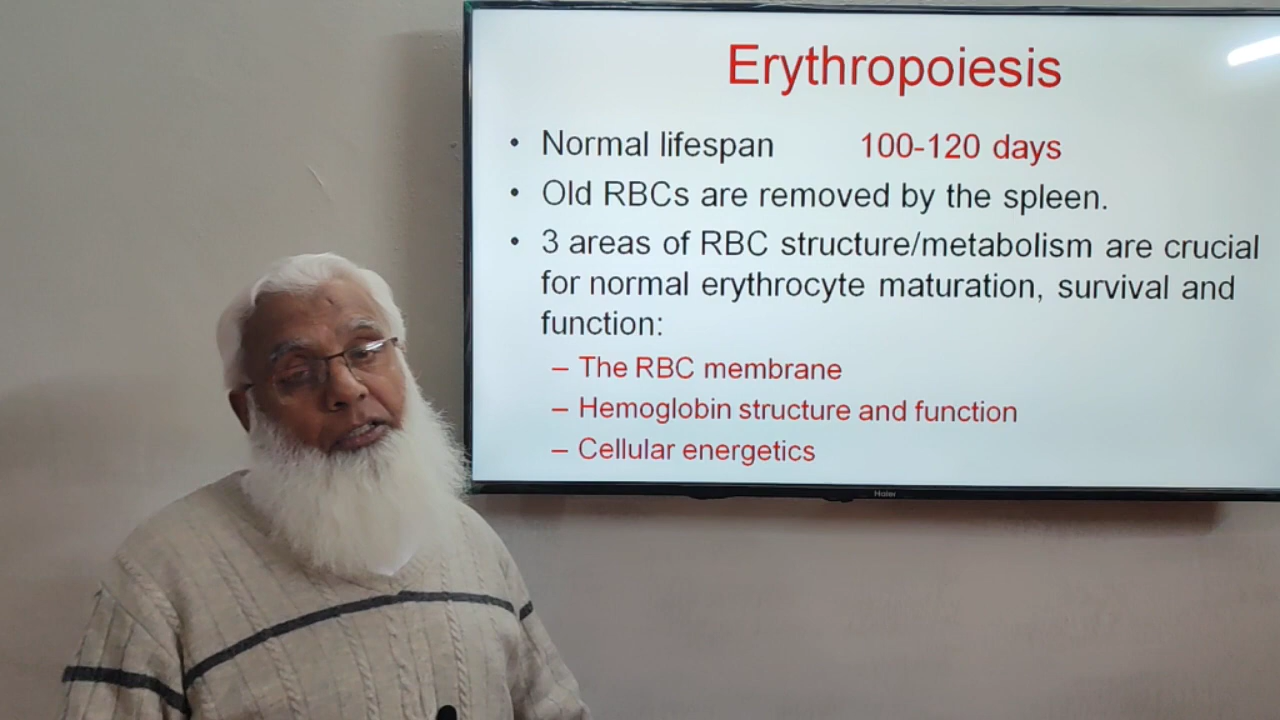 Erythropoiesis
• Normal lifespan 100-120 days
• Old RBCs are removed by the spleen.
• 3 areas of RBC structure/metabolism are crucial
for normal erythrocyte maturation, survival and
function:
– The RBC membrane
– Hemoglobin structure and function
– Cellular energetics
Haier